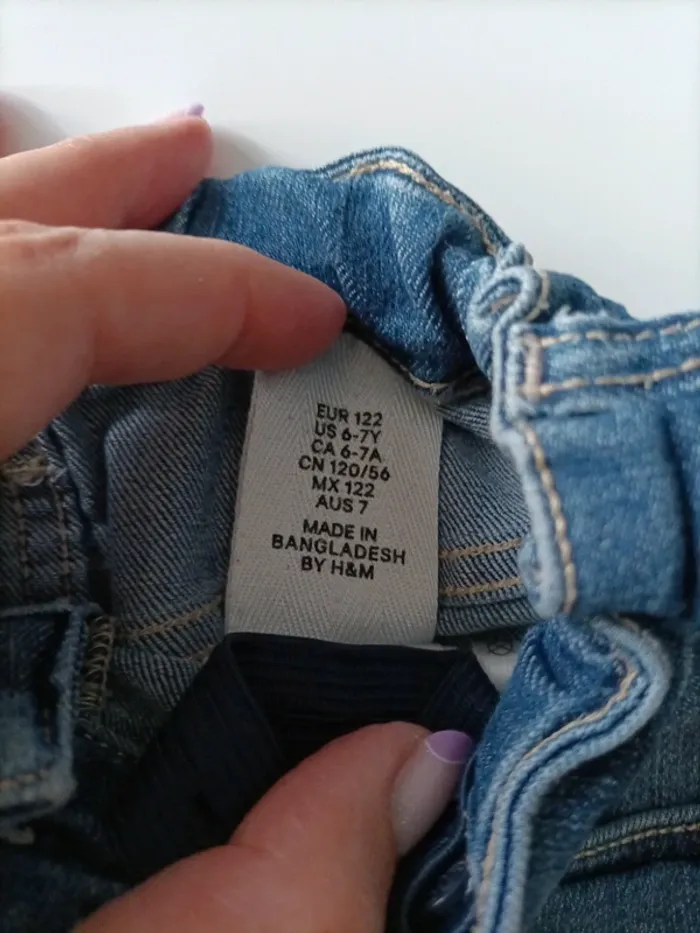 EUR 122
US 6-7Y
CA 6-7A
CN 120/56
MX 122
AUS 7
MADE IN
BANGLADESH
BY H&M